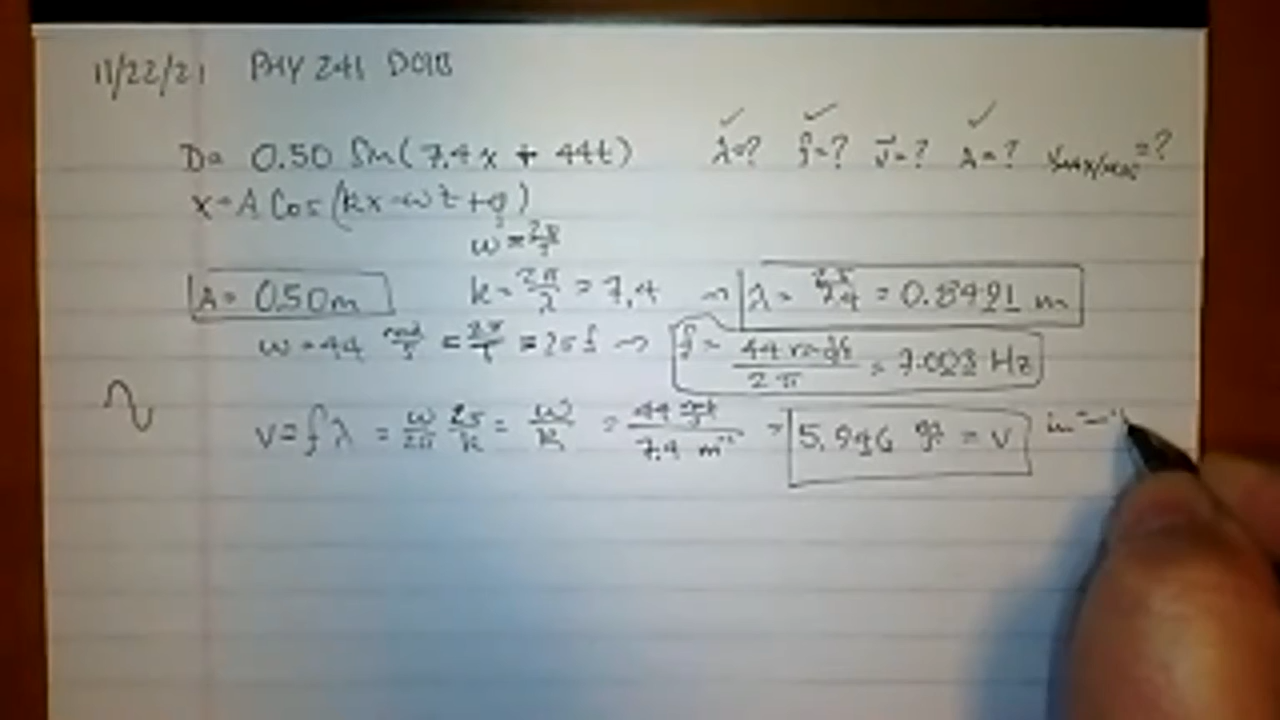 11/22/21 PHY 241 D01B
D= 0.50 Sin(7.4x + 44t) λ=? f=? v⃗=? A=? Vmax/min=?
x=A Cos(kx-ωt+φ)
ω=2π/T
A= 0.50m k=2π/λ = 7.4 → λ= 2π/7.4 = 0.8491 m
ω=44 rad/s = 2π/T = 2πf → f= 44 rad/s / 2π = 7.003 Hz
v=fλ = ω/2π 2π/k = ω/k = 44 rad/s / 7.4 m⁻¹ = 5.946 m/s = v in -